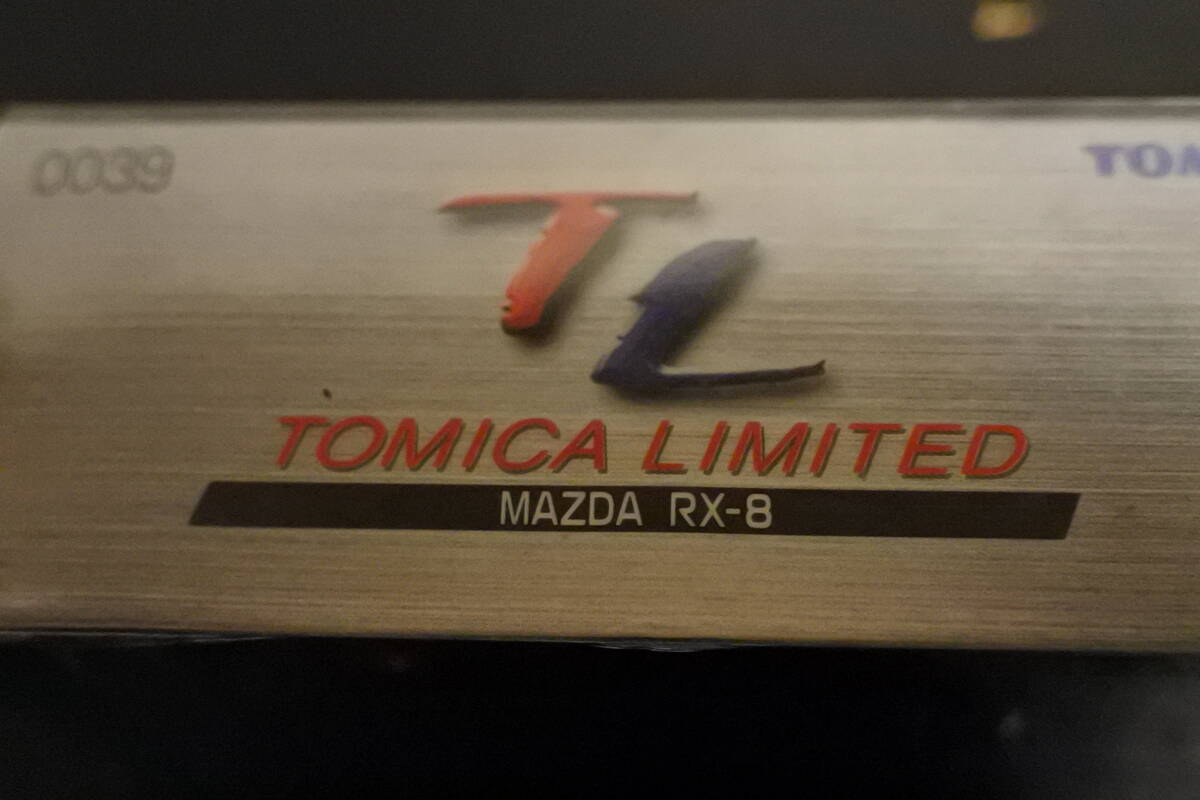 0039
TL
TOMICA LIMITED
MAZDA RX-8